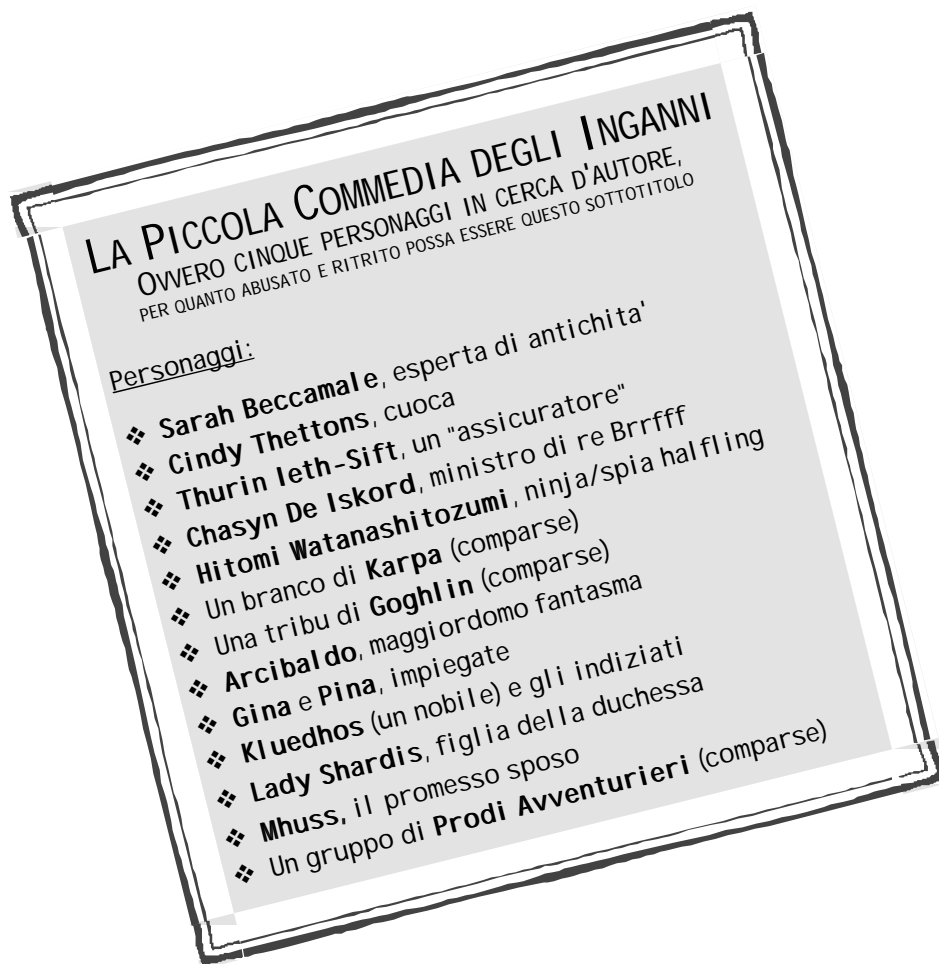 LA PICCOLA COMMEDIA DEGLI INGANNI
OVVERO CINQUE PERSONAGGI IN CERCA D'AUTORE,
PER QUANTO ABUSATO E RITRITO POSSA ESSERE QUESTO SOTTOTITOLO
Personaggi:
❖ Sarah Beccamale, esperta di antichita'
❖ Cindy Thettons, cuoca
❖ Thurin Ieth-Sift, un "assicuratore"
❖ Chasyn De Iskord, ministro di re Brrfff
❖ Hitomi Watanashitozumi, ninja/spia halfling
❖ Un branco di Karpa (comparse)
❖ Una tribu di Goghlin (comparse)
❖ Arcibaldo, maggiordomo fantasma
❖ Gina e Pina, impiegate
❖ Kluedhos (un nobile) e gli indiziati
❖ Lady Shardis, figlia della duchessa
❖ Mhuss, il promesso sposo
❖ Un gruppo di Prodi Avventurieri (comparse)